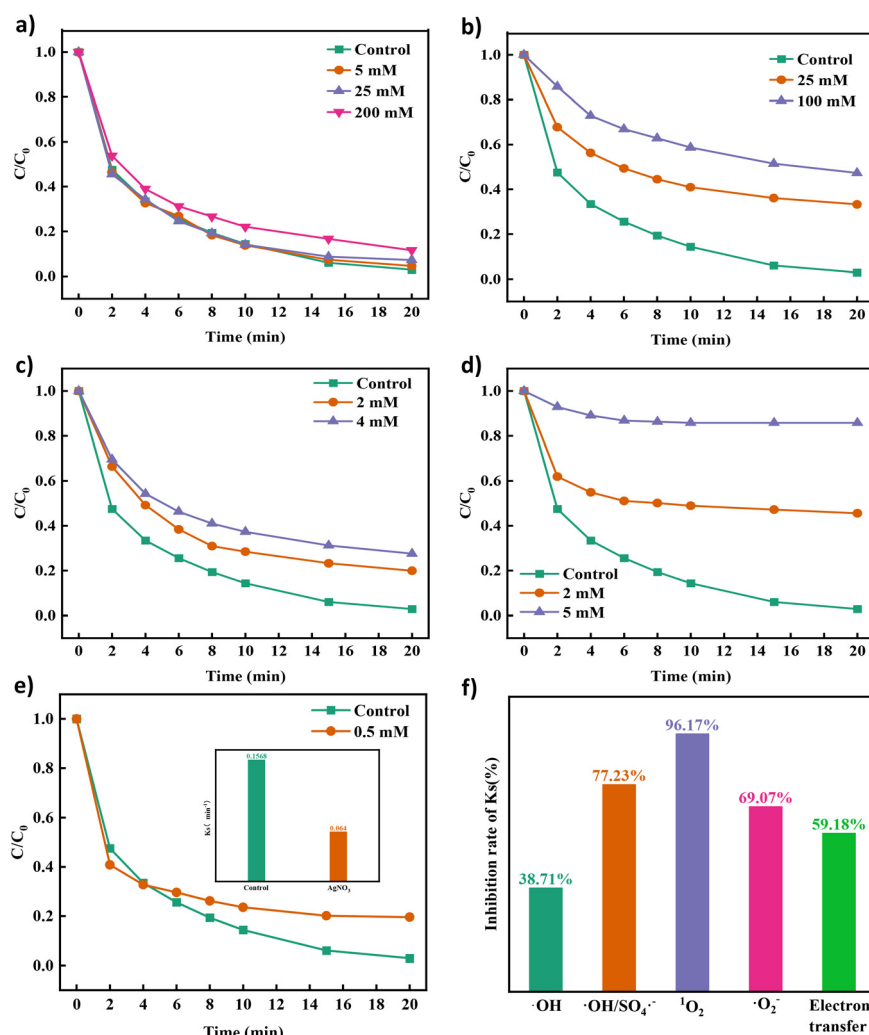 a)
Control
5 mM
25 mM
200 mM
C/C₀
1.0
0.8
0.6
0.4
0.2
0.0
0 2 4 6 8 10 12 14 16 18 20
Time (min)
b)
Control
25 mM
100 mM
C/C₀
1.0
0.8
0.6
0.4
0.2
0.0
0 2 4 6 8 10 12 14 16 18 20
Time (min)
c)
Control
2 mM
4 mM
C/C₀
1.0
0.8
0.6
0.4
0.2
0.0
0 2 4 6 8 10 12 14 16 18 20
Time (min)
d)
Control
2 mM
5 mM
C/C₀
1.0
0.8
0.6
0.4
0.2
0.0
0 2 4 6 8 10 12 14 16 18 20
Time (min)
e)
Control
0.5 mM
C/C₀
1.0
0.8
0.6
0.4
0.2
0.0
0.1568
0.064
Ks( min⁻¹)
Control AgNO₃
0 2 4 6 8 10 12 14 16 18 20
Time (min)
f)
Inhibition rate of Ks(%)
38.71%
77.23%
96.17%
69.07%
59.18%
·OH ·OH/SO₄·⁻ ¹O₂ ·O₂⁻ Electron
transfer